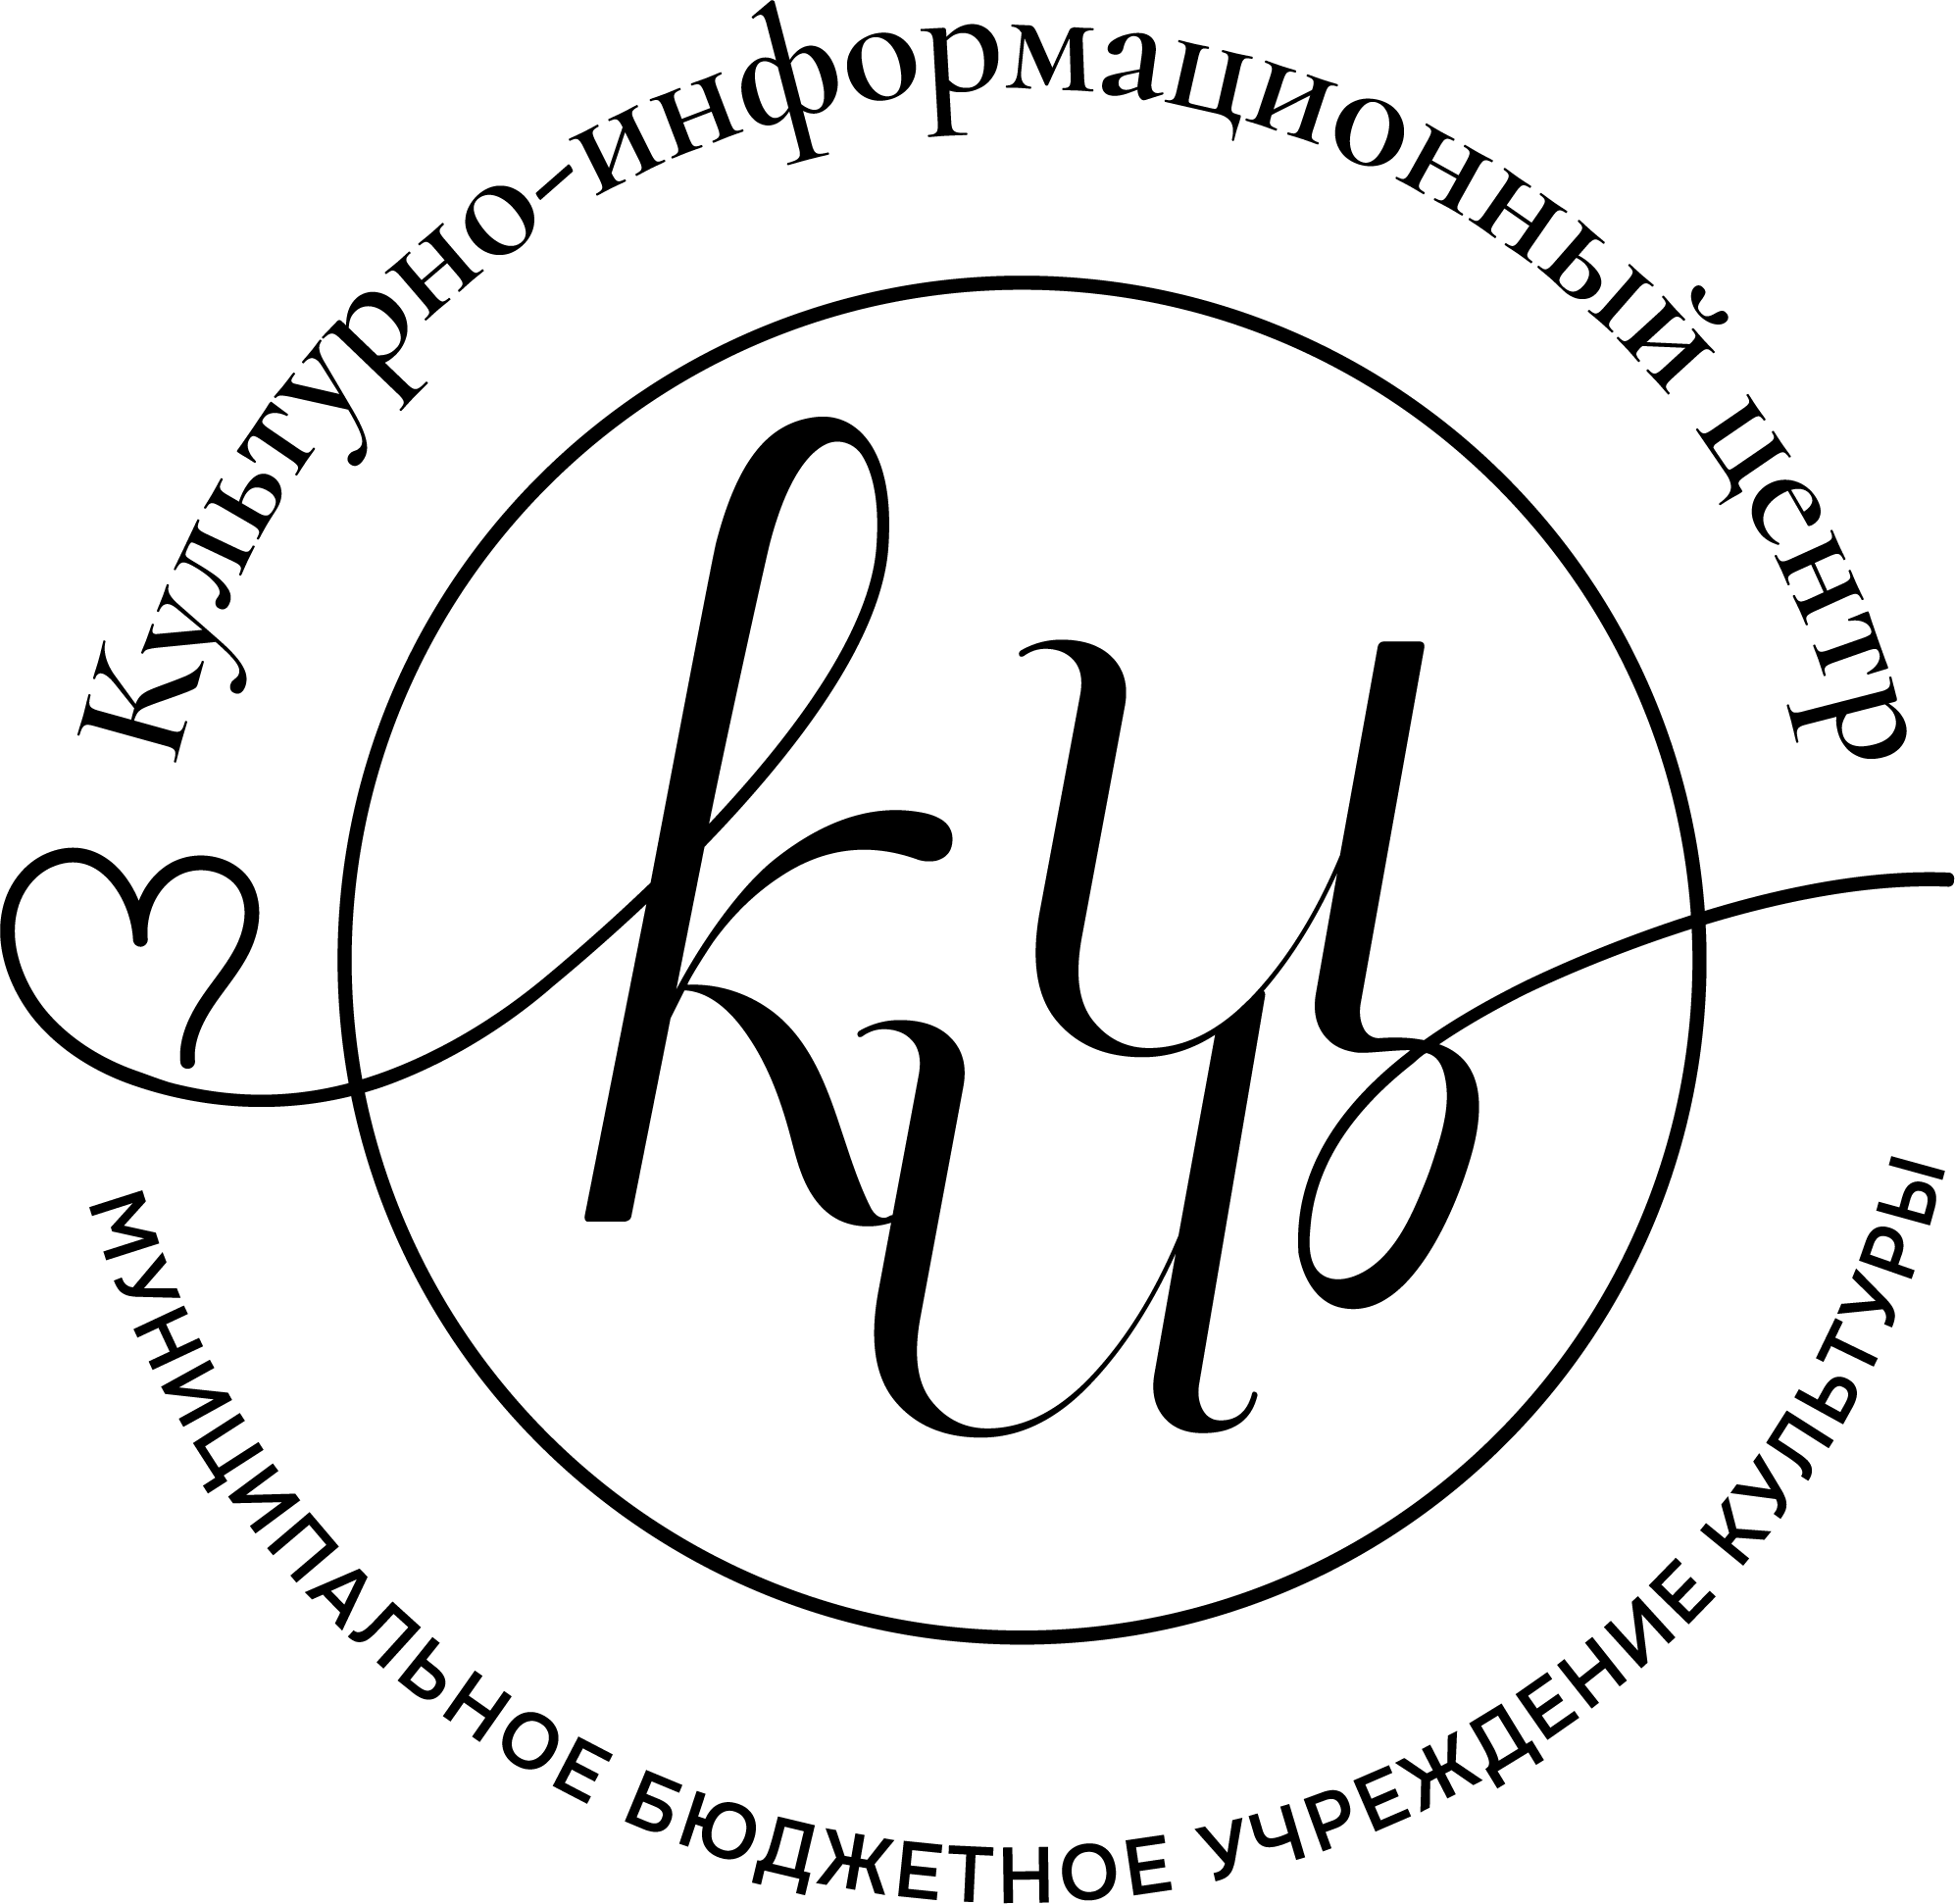 Культурно-информационный центр
киц
МУНИЦИПАЛЬНОЕ БЮДЖЕТНОЕ УЧРЕЖДЕНИЕ КУЛЬТУРЫ